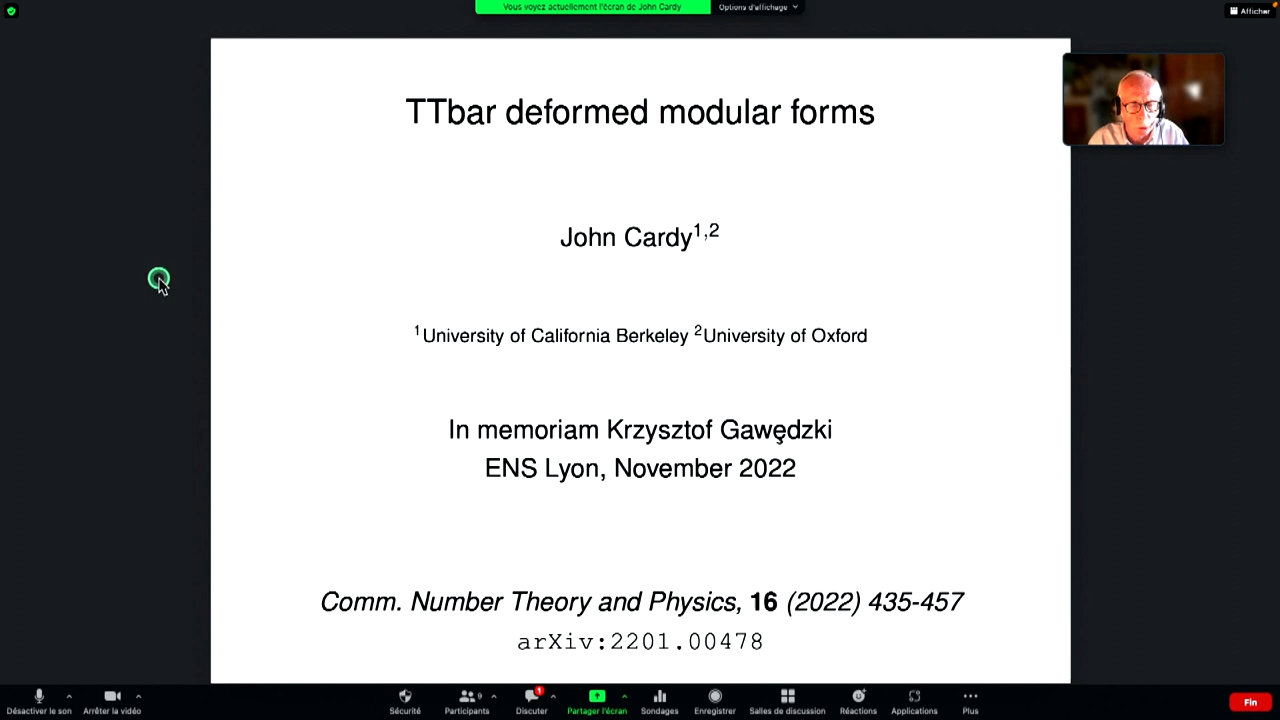 Vous voyez actuellement l'écran de John Cardy
Options d'affichage
Afficher
TTbar deformed modular forms
John Cardy1,2
1University of California Berkeley 2University of Oxford
In memoriam Krzysztof Gawędzki
ENS Lyon, November 2022
Comm. Number Theory and Physics, 16 (2022) 435-457
arXiv:2201.00478
9
1
Désactiver le son
Arrêter la vidéo
Sécurité
Participants
Discuter
Partager l'écran
Sondages
Enregistrer
Salles de discussion
Réactions
Applications
Plus
Fin